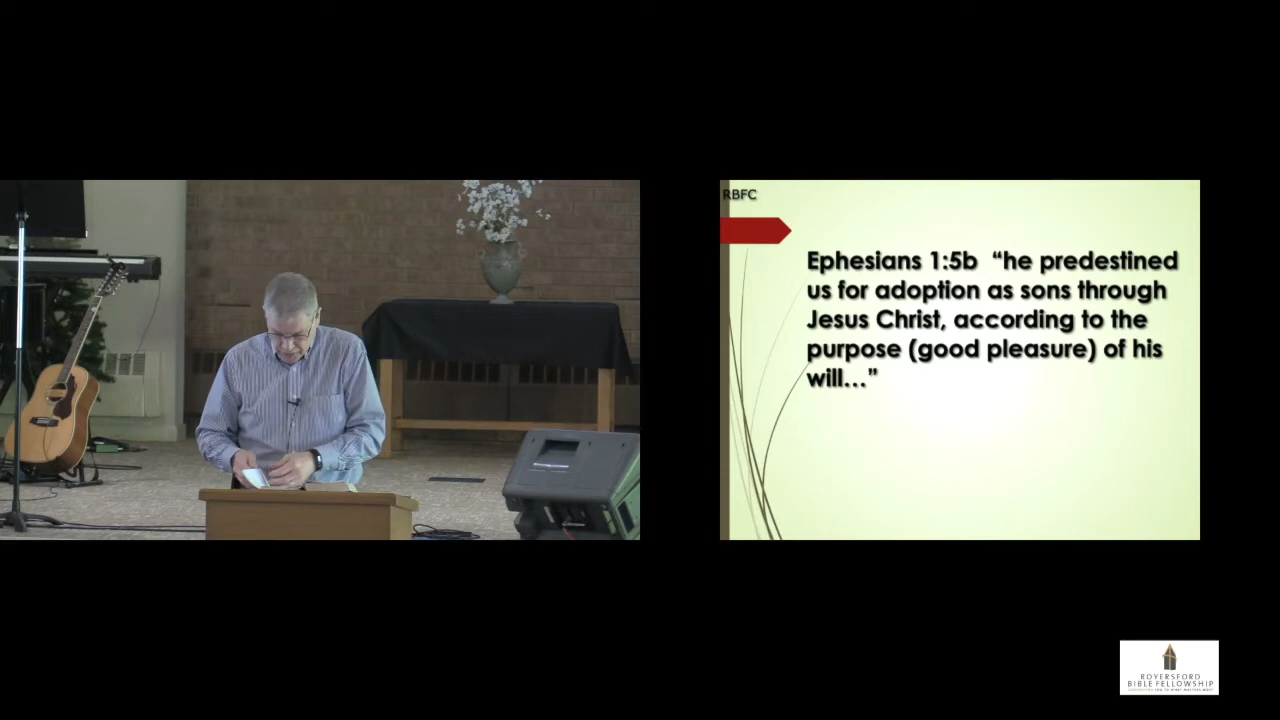 RBFC
Ephesians 1:5b “he predestined
us for adoption as sons through
Jesus Christ, according to the
purpose (good pleasure) of his
will…”
ROYERSFORD
BIBLE FELLOWSHIP